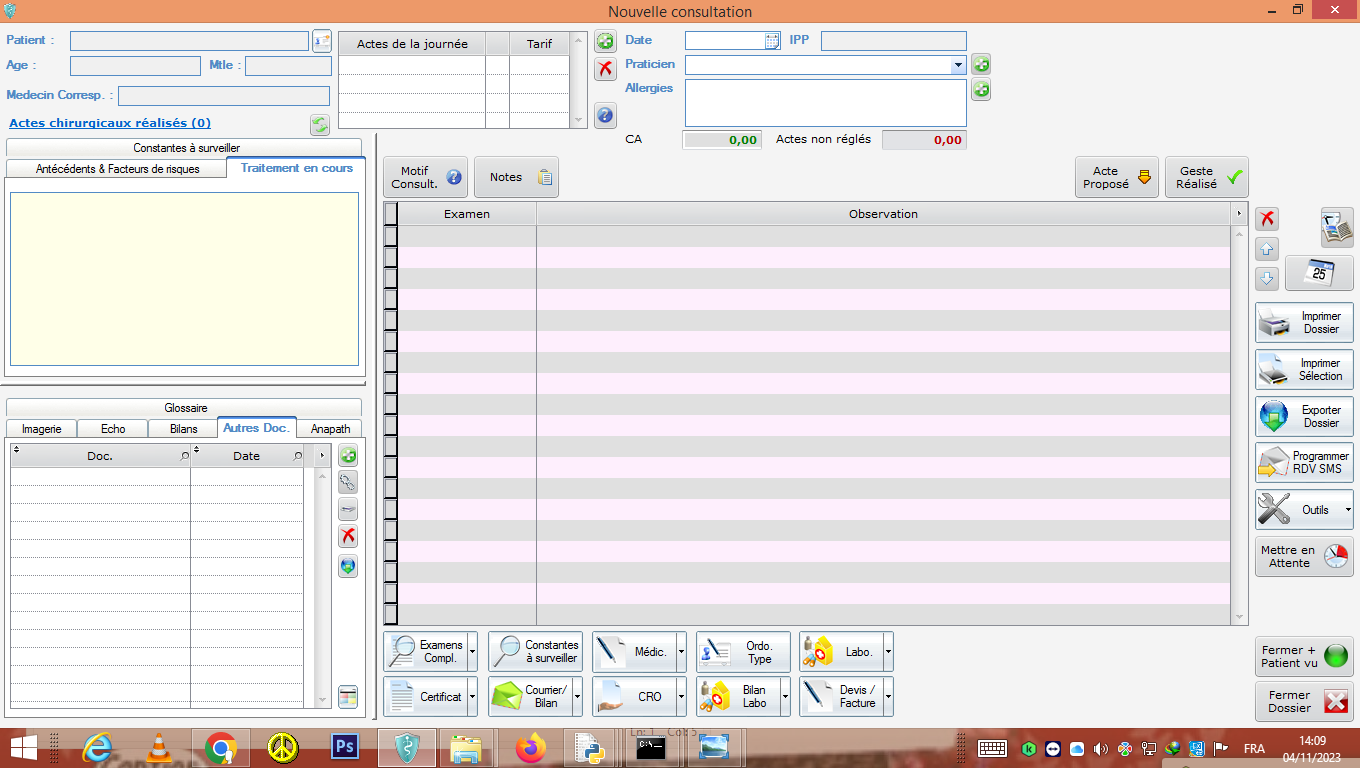 Nouvelle consultation
Patient :
Actes de la journée
Tarif
Date
IPP
Age :
Mtle :
Praticien
Allergies
Medecin Corresp. :
Actes chirurgicaux réalisés (0)
CA
0,00
Actes non réglés
0,00
Constantes à surveiller
Antécédents & Facteurs de risques
Traitement en cours
Motif
Consult.
Notes
Acte
Proposé
Geste
Réalisé
Examen
Observation
25
Imprimer
Dossier
Imprimer
Sélection
Exporter
Dossier
Programmer
RDV SMS
Outils
Mettre en
Attente
Glossaire
Imagerie
Echo
Bilans
Autres Doc.
Anapath
Doc.
Date
Examens
Compl.
Constantes
à surveiller
Médic.
Ordo.
Type
Labo.
Certificat
Courrier/
Bilan
CRO
Bilan
Labo
Devis /
Facture
Fermer +
Patient vu
Fermer
Dossier
Ps
C:\
FRA
14:09
04/11/2023